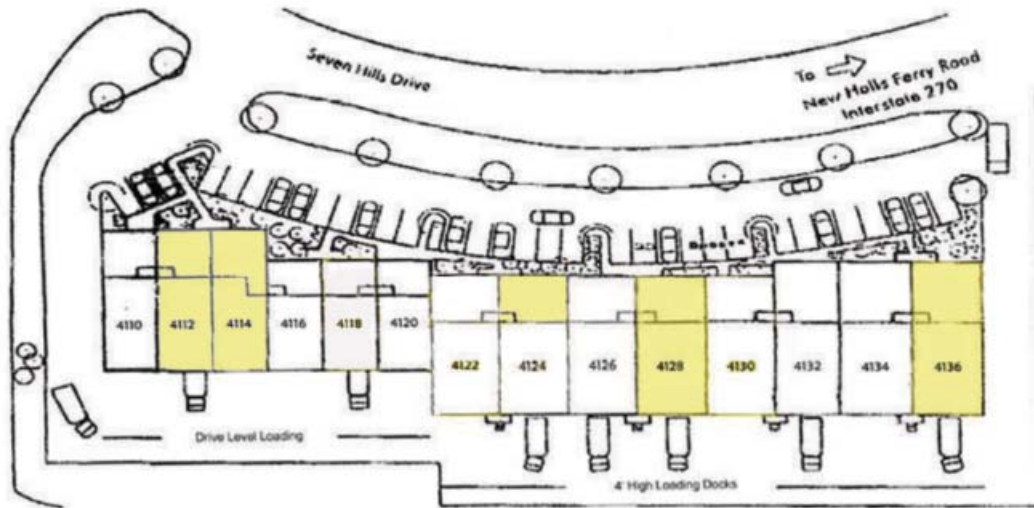 Seven Hills Drive
To
New Halls Ferry Road
Interstate 270
4110
4112
4114
4116
4118
4120
4122
4124
4126
4128
4130
4132
4134
4136
Drive Level Loading
4' High Loading Docks